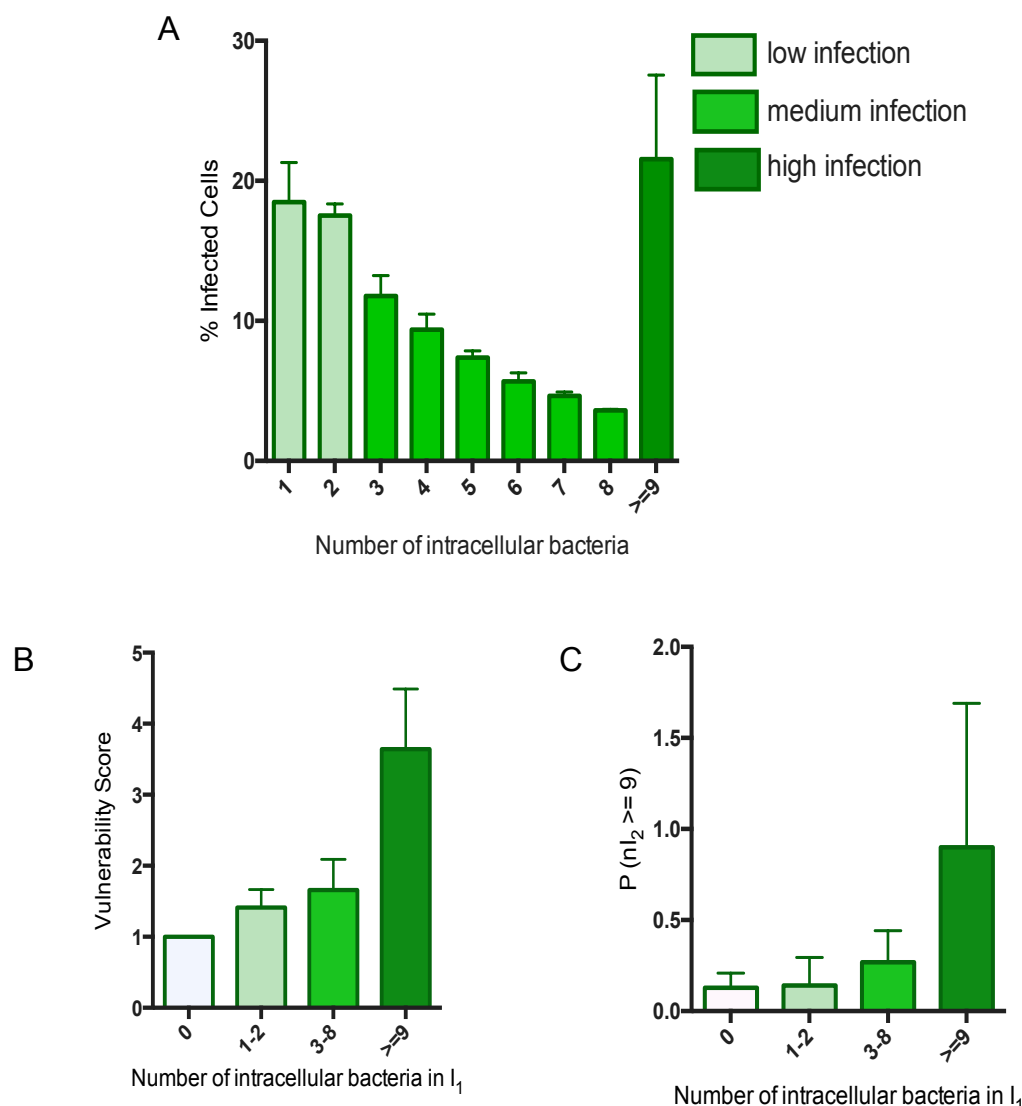 A
30
20
10
0
% Infected Cells
1
2
3
4
5
6
7
8
>=9
Number of intracellular bacteria
low infection
medium infection
high infection
B
5
4
3
2
1
0
Vulnerability Score
0
1-2
3-8
>=9
Number of intracellular bacteria in I1
C
2.0
1.5
1.0
0.5
0.0
P (nI2 >= 9)
0
1-2
3-8
>=9
Number of intracellular bacteria in I1